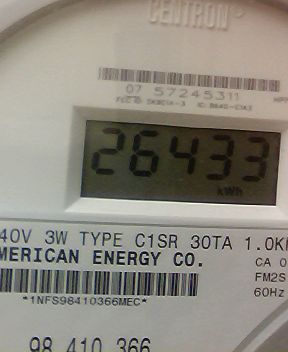 CENTRON®
07 57245311
26433
kWh
40V 3W TYPE C1SR 30TA 1.0K
MERICAN ENERGY CO.
CA 0
FM2S
60Hz
*1NFS98410366MEC*
98 410 366